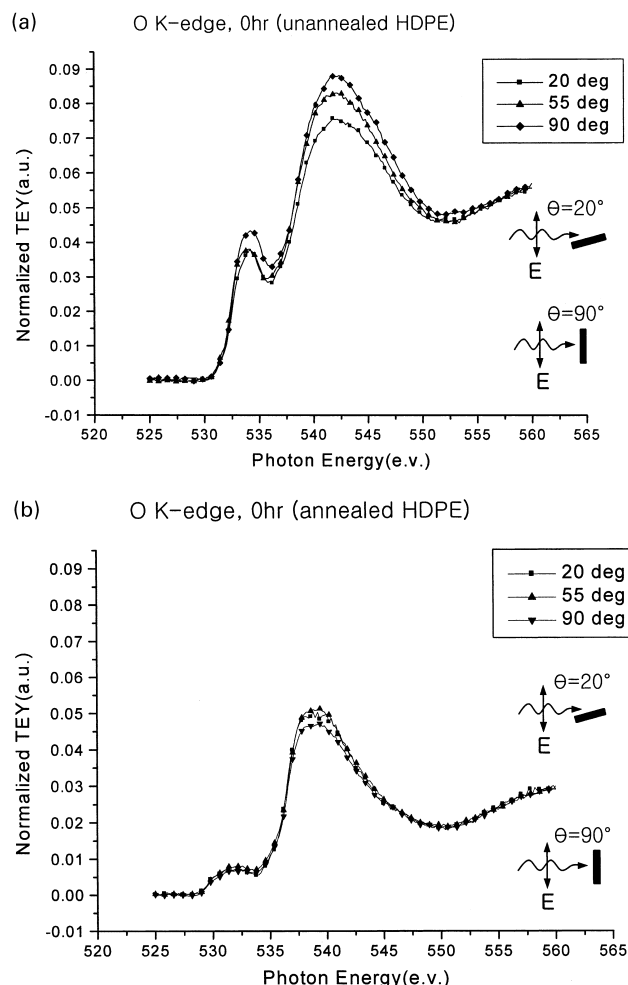 (a) O K-edge, 0hr (unannealed HDPE)
Normalized TEY(a.u.)
0.09
0.08
0.07
0.06
0.05
0.04
0.03
0.02
0.01
0.00
-0.01
20 deg
55 deg
90 deg
Θ=20°
E
Θ=90°
E
520 525 530 535 540 545 550 555 560 565
Photon Energy(e.v.)
(b) O K-edge, 0hr (annealed HDPE)
Normalized TEY(a.u.)
0.09
0.08
0.07
0.06
0.05
0.04
0.03
0.02
0.01
0.00
-0.01
20 deg
55 deg
90 deg
Θ=20°
E
Θ=90°
E
520 525 530 535 540 545 550 555 560 565
Photon Energy(e.v.)